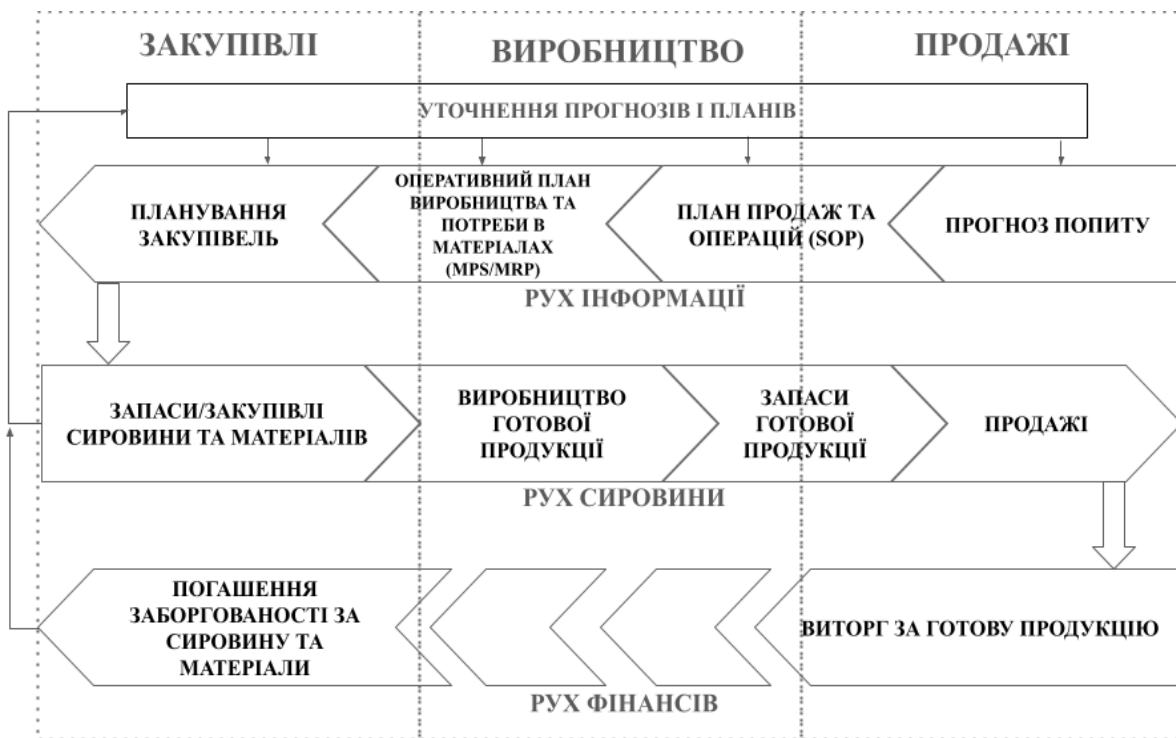 ЗАКУПІВЛІ
ВИРОБНИЦТВО
ПРОДАЖІ
УТОЧНЕННЯ ПРОГНОЗІВ І ПЛАНІВ
ПЛАНУВАННЯ
ЗАКУПІВЕЛЬ
ОПЕРАТИВНИЙ ПЛАН
ВИРОБНИЦТВА ТА
ПОТРЕБИ В
МАТЕРІАЛАХ
(MPS/MRP)
ПЛАН ПРОДАЖ ТА
ОПЕРАЦІЙ (SOP)
ПРОГНОЗ ПОПИТУ
РУХ ІНФОРМАЦІЇ
ЗАПАСИ/ЗАКУПІВЛІ
СИРОВИНИ ТА МАТЕРІАЛІВ
ВИРОБНИЦТВО
ГОТОВОЇ
ПРОДУКЦІЇ
ЗАПАСИ
ГОТОВОЇ
ПРОДУКЦІЇ
ПРОДАЖІ
РУХ СИРОВИНИ
ПОГАШЕННЯ
ЗАБОРГОВАНОСТІ ЗА
СИРОВИНУ ТА
МАТЕРІАЛИ
ВИТОРГ ЗА ГОТОВУ ПРОДУКЦІЮ
РУХ ФІНАНСІВ